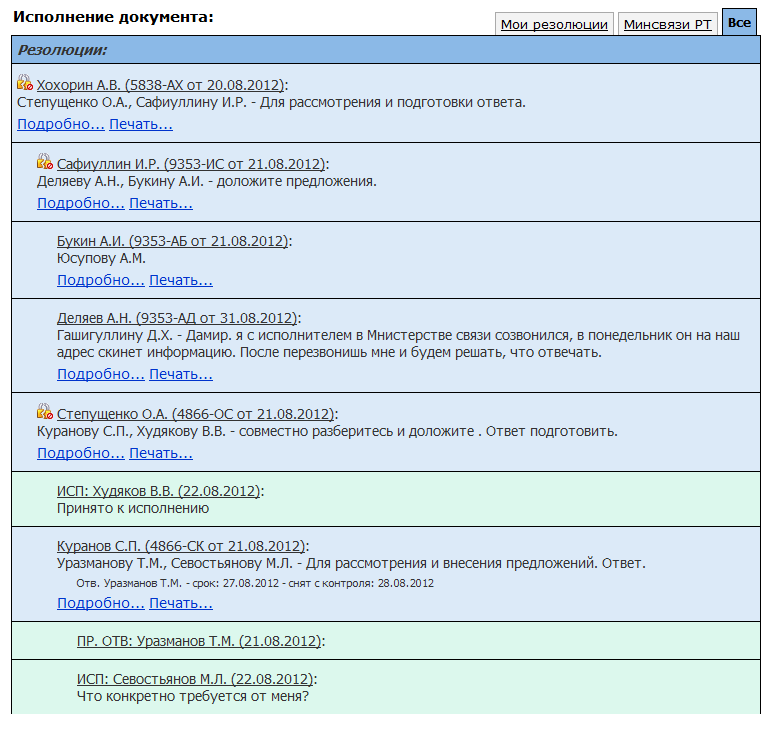 Исполнение документа:
Мои резолюции Минсвязи РТ Все
Резолюции:
Хохорин А.В. (5838-АХ от 20.08.2012):
Степущенко О.А., Сафиуллину И.Р. - Для рассмотрения и подготовки ответа.
Подробно... Печать...
Сафиуллин И.Р. (9353-ИС от 21.08.2012):
Деляеву А.Н., Букину А.И. - доложите предложения.
Подробно... Печать...
Букин А.И. (9353-АБ от 21.08.2012):
Юсупову А.М.
Подробно... Печать...
Деляев А.Н. (9353-АД от 31.08.2012):
Гашигуллину Д.Х. - Дамир. я с исполнителем в Мнистерстве связи созвонился, в понедельник он на наш
адрес скинет информацию. После перезвонишь мне и будем решать, что отвечать.
Подробно... Печать...
Степущенко О.А. (4866-ОС от 21.08.2012):
Куранову С.П., Худякову В.В. - совместно разберитесь и доложите . Ответ подготовить.
Подробно... Печать...
ИСП: Худяков В.В. (22.08.2012):
Принято к исполнению
Куранов С.П. (4866-СК от 21.08.2012):
Уразманову Т.М., Севостьянову М.Л. - Для рассмотрения и внесения предложений. Ответ.
Отв. Уразманов Т.М. - срок: 27.08.2012 - снят с контроля: 28.08.2012
Подробно... Печать...
ПР. ОТВ: Уразманов Т.М. (21.08.2012):
ИСП: Севостьянов М.Л. (22.08.2012):
Что конкретно требуется от меня?